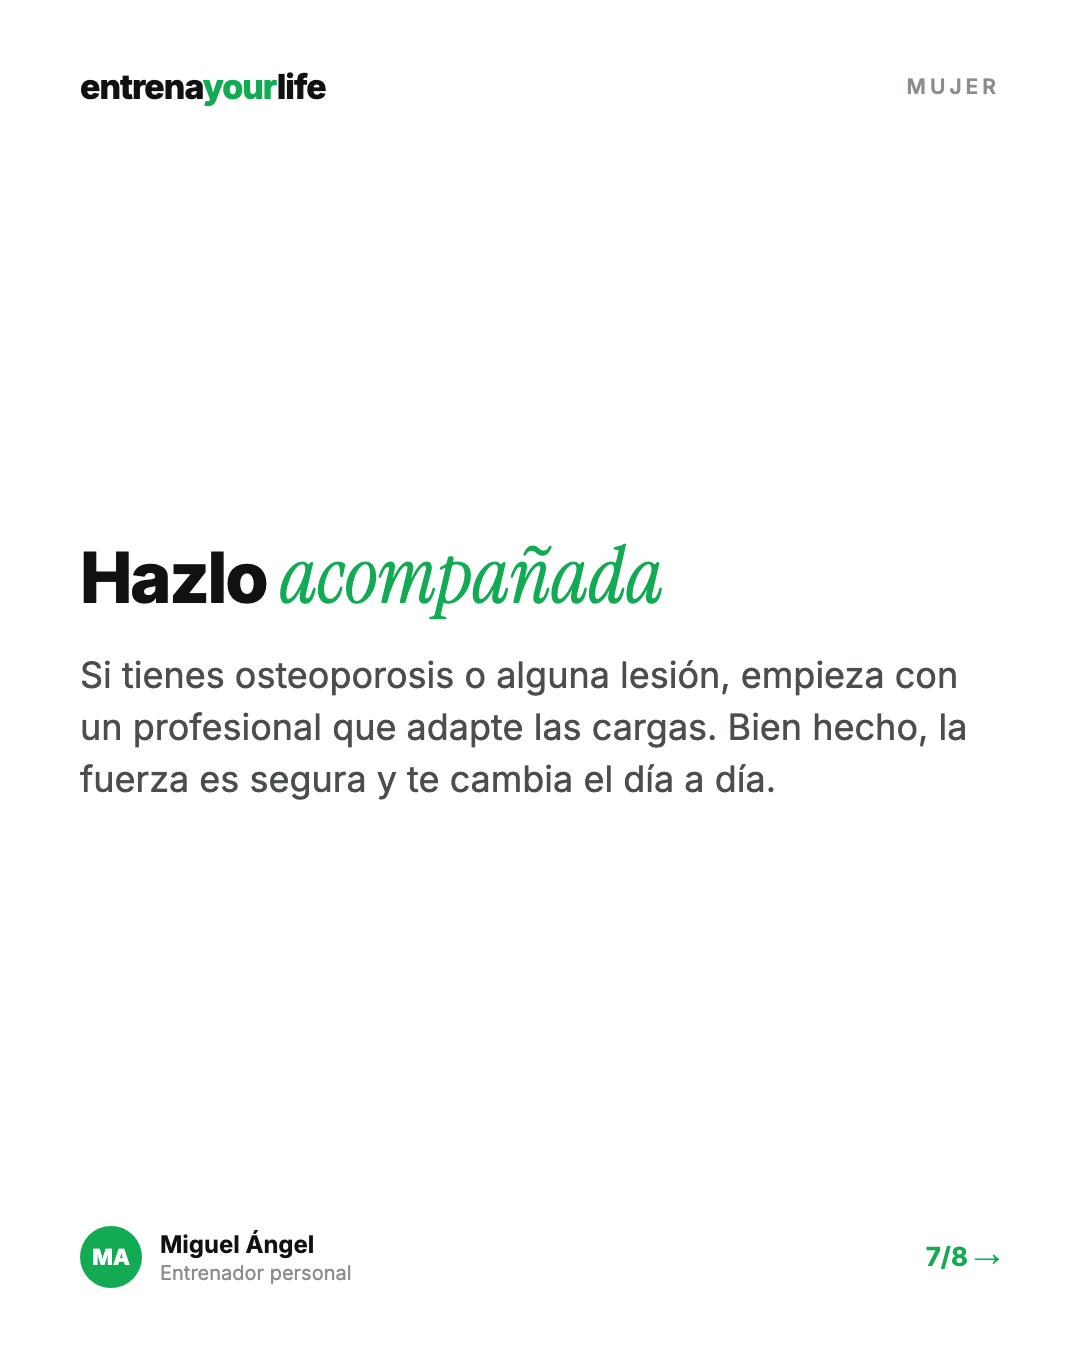 entrenayourlife
MUJER
Hazlo acompañada
Si tienes osteoporosis o alguna lesión, empieza con
un profesional que adapte las cargas. Bien hecho, la
fuerza es segura y te cambia el día a día.
MA
Miguel Ángel
Entrenador personal
7/8 →